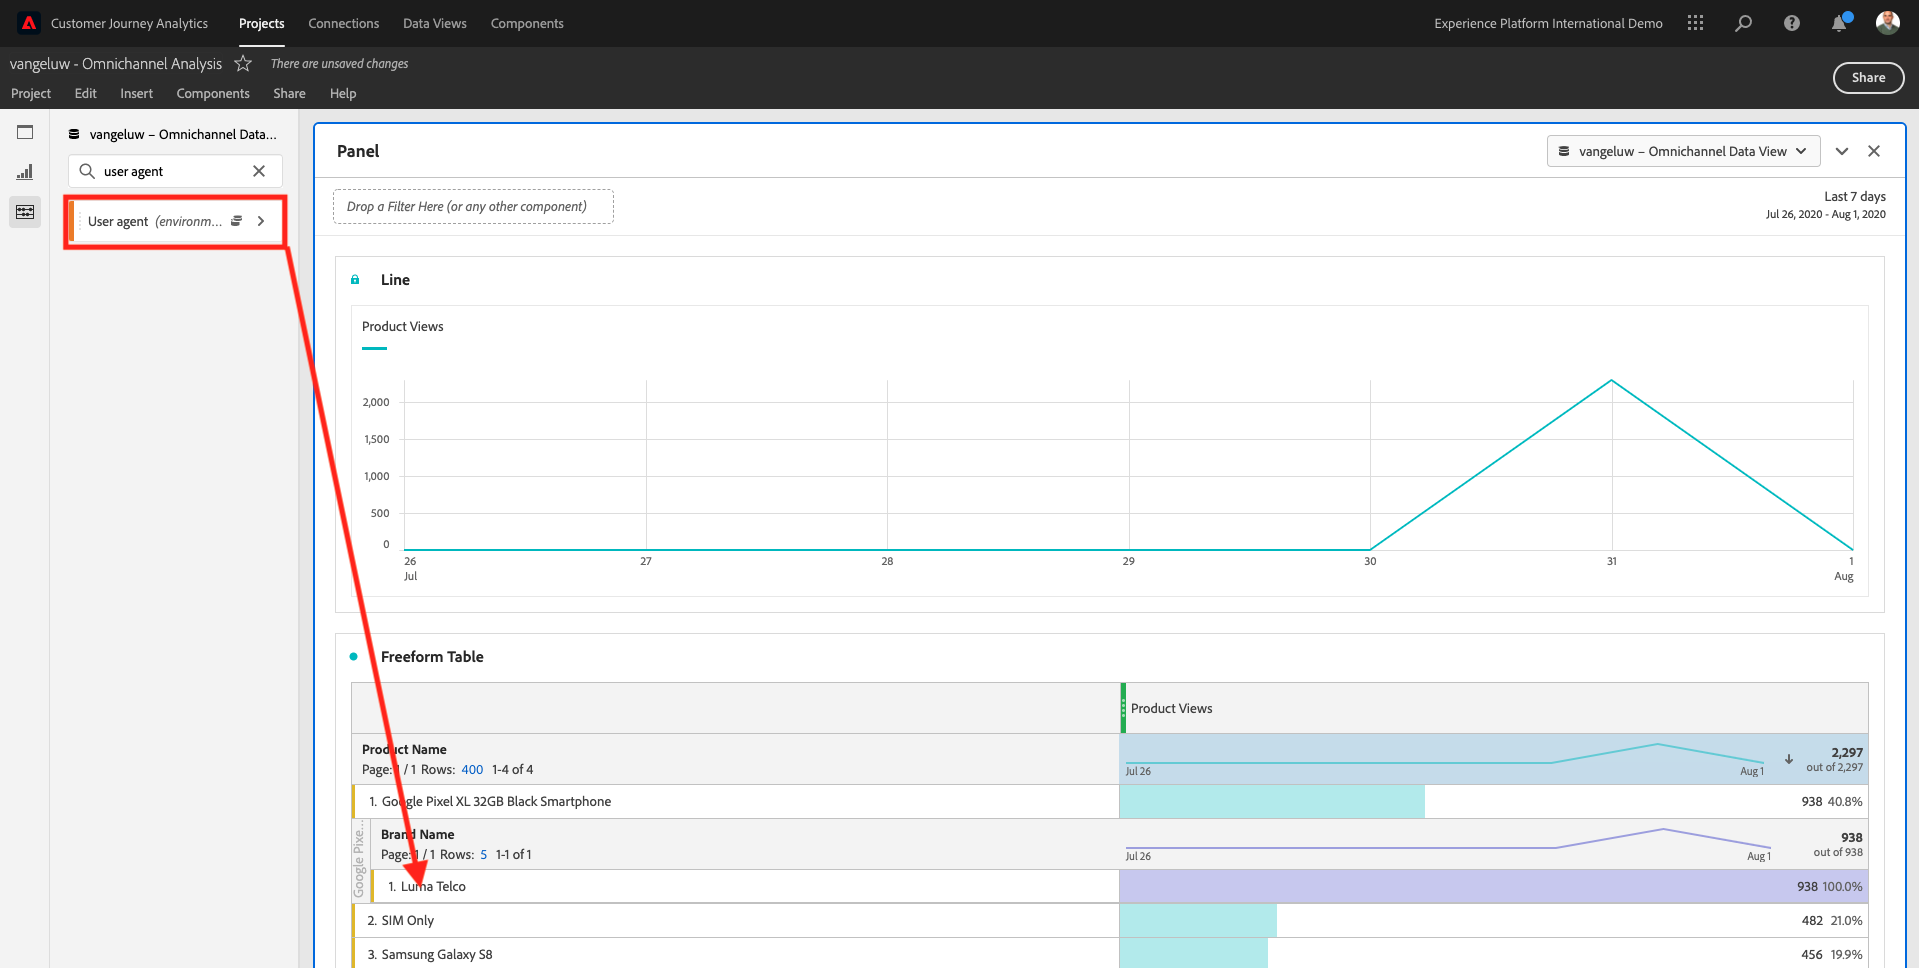 Customer Journey Analytics Projects Connections Data Views Components Experience Platform International Demo
vangeluw - Omnichannel Analysis There are unsaved changes
Share
Project Edit Insert Components Share Help
vangeluw – Omnichannel Data...
user agent
User agent (environm...
Panel
vangeluw – Omnichannel Data View
Drop a Filter Here (or any other component)
Last 7 days
Jul 26, 2020 - Aug 1, 2020
Line
Product Views
2,000
1,500
1,000
500
0
26 27 28 29 30 31 1
Jul Aug
Freeform Table
Product Views
Product Name
Page: 1 / 1 Rows: 400 1-4 of 4
Jul 26 Aug 1
2,297
out of 2,297
1. Google Pixel XL 32GB Black Smartphone 938 40.8%
Google Pixe...
Brand Name
Page: 1 / 1 Rows: 5 1-1 of 1
Jul 26 Aug 1
938
out of 938
1. Luma Telco 938 100.0%
2. SIM Only 482 21.0%
3. Samsung Galaxy S8 456 19.9%